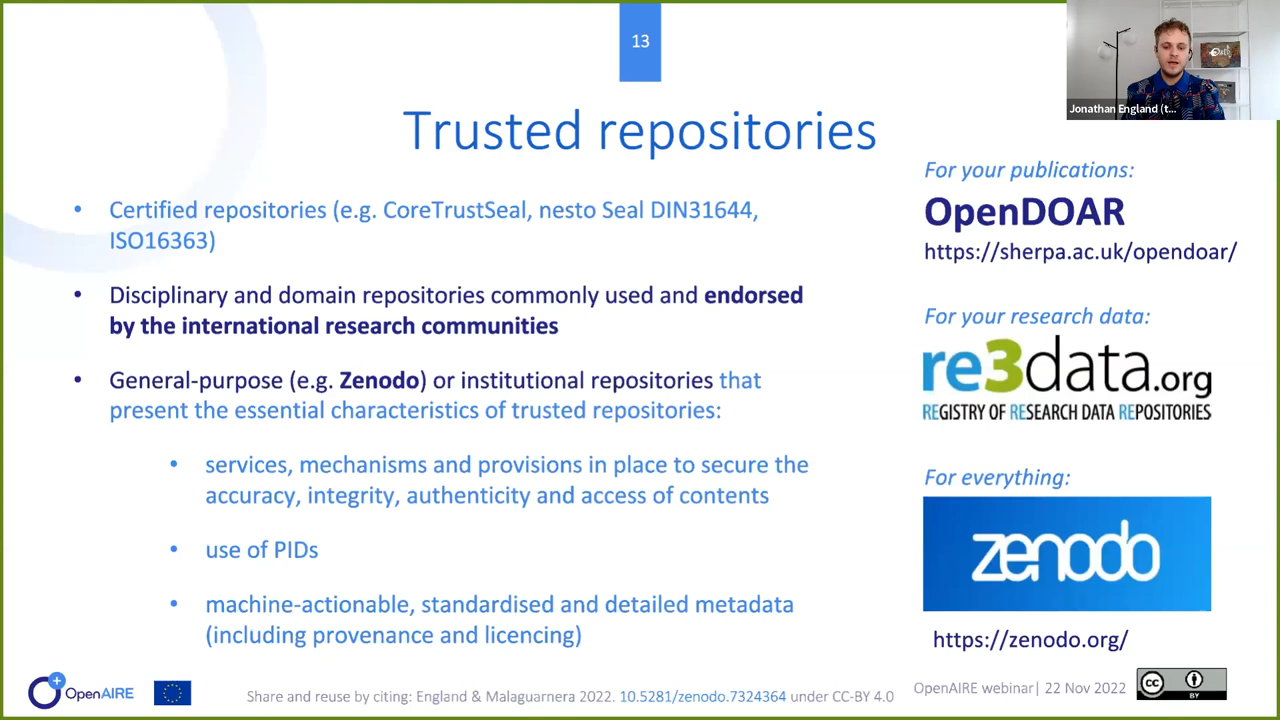 13
Jonathan England (t...
Trusted repositories
• Certified repositories (e.g. CoreTrustSeal, nesto Seal DIN31644,
ISO16363)
• Disciplinary and domain repositories commonly used and endorsed
by the international research communities
• General-purpose (e.g. Zenodo) or institutional repositories that
present the essential characteristics of trusted repositories:
• services, mechanisms and provisions in place to secure the
accuracy, integrity, authenticity and access of contents
• use of PIDs
• machine-actionable, standardised and detailed metadata
(including provenance and licencing)
For your publications:
OpenDOAR
https://sherpa.ac.uk/opendoar/
For your research data:
re3data.org
REGISTRY OF RESEARCH DATA REPOSITORIES
For everything:
zenodo
https://zenodo.org/
OpenAIRE
Share and reuse by citing: England & Malaguarnera 2022. 10.5281/zenodo.7324364 under CC-BY 4.0
OpenAIRE webinar| 22 Nov 2022
CC
BY